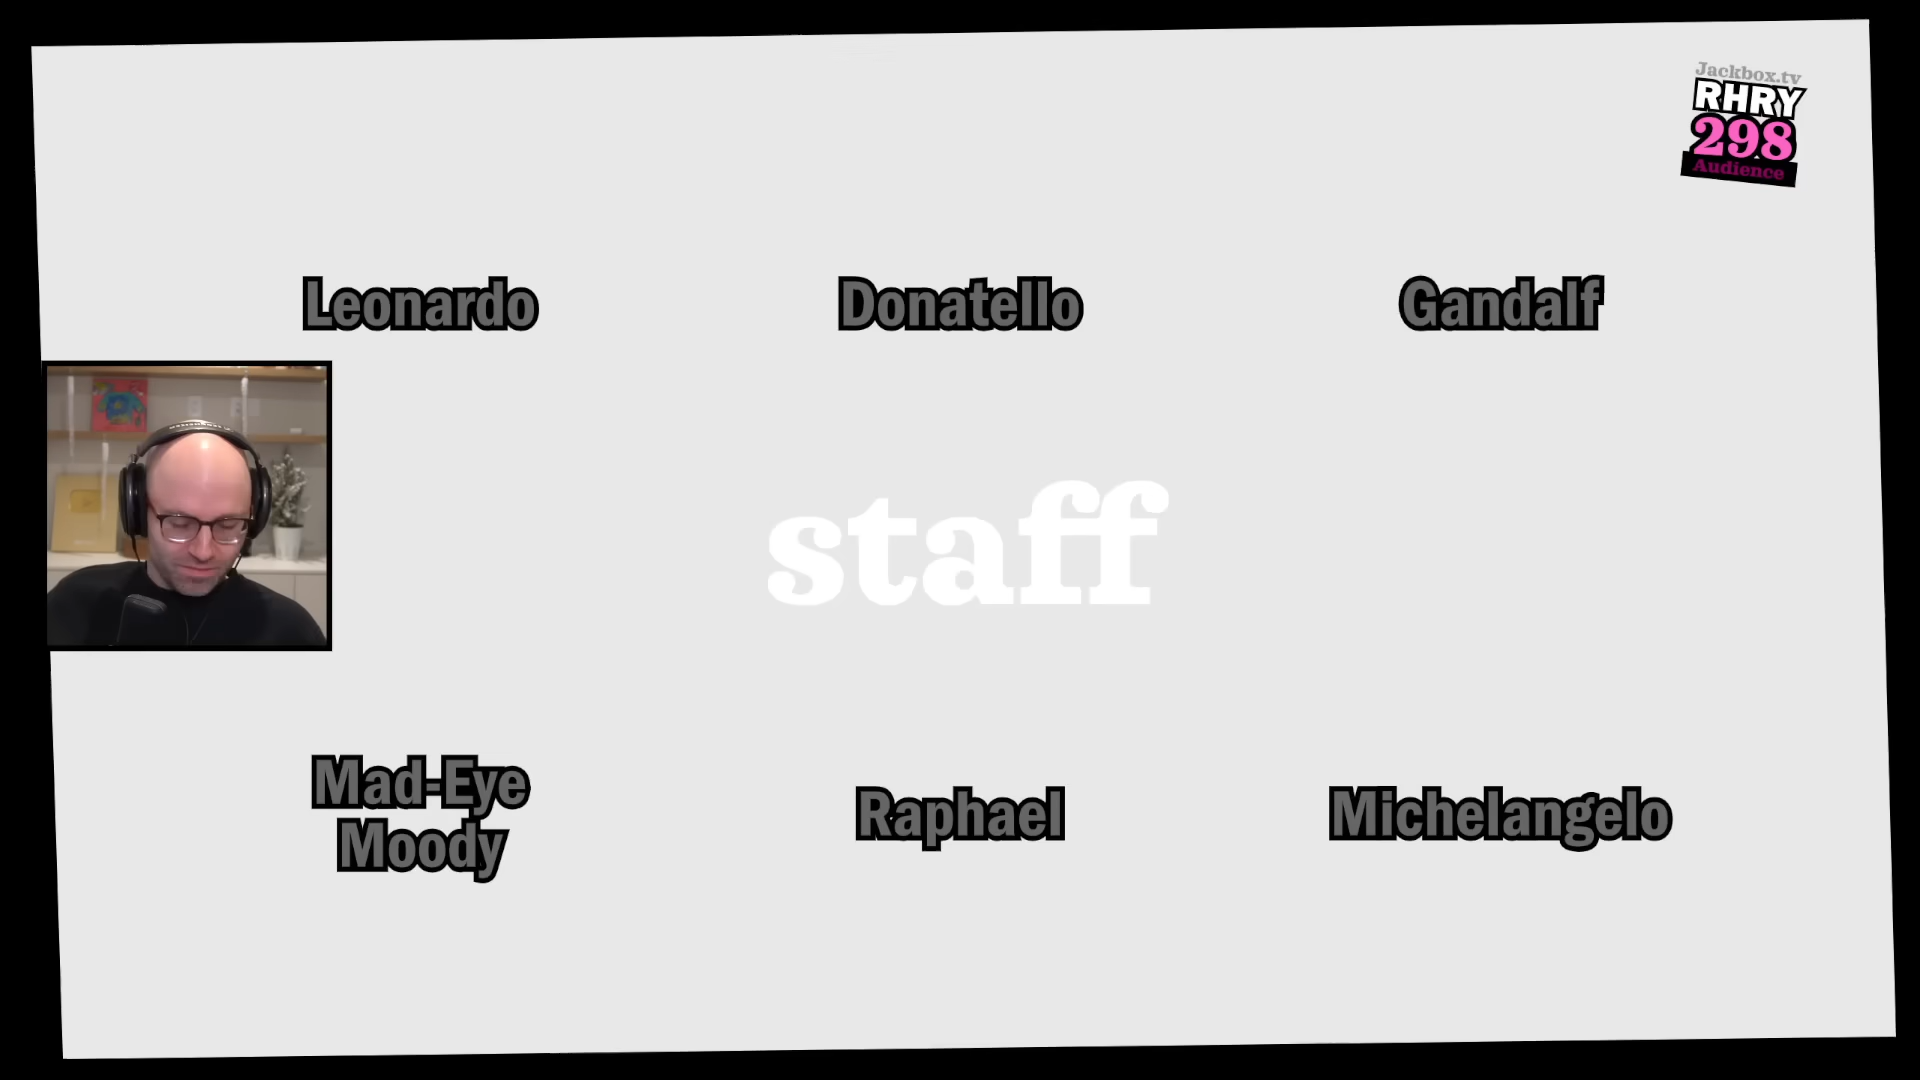 Jackbox.tv
RHRY
298
Audience
Leonardo
Donatello
Gandalf
staff
Mad-Eye
Moody
Raphael
Michelangelo